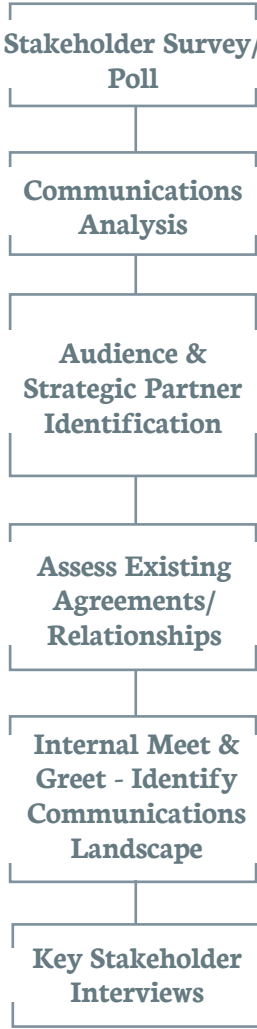 Stakeholder Survey/
Poll
Communications
Analysis
Audience &
Strategic Partner
Identification
Assess Existing
Agreements/
Relationships
Internal Meet &
Greet - Identify
Communications
Landscape
Key Stakeholder
Interviews